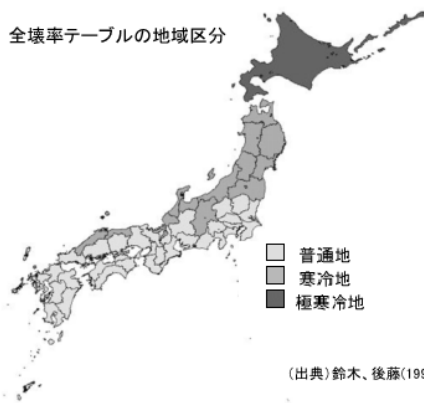 全壊率テーブルの地域区分
普通地
寒冷地
極寒冷地
(出典)鈴木、後藤(199